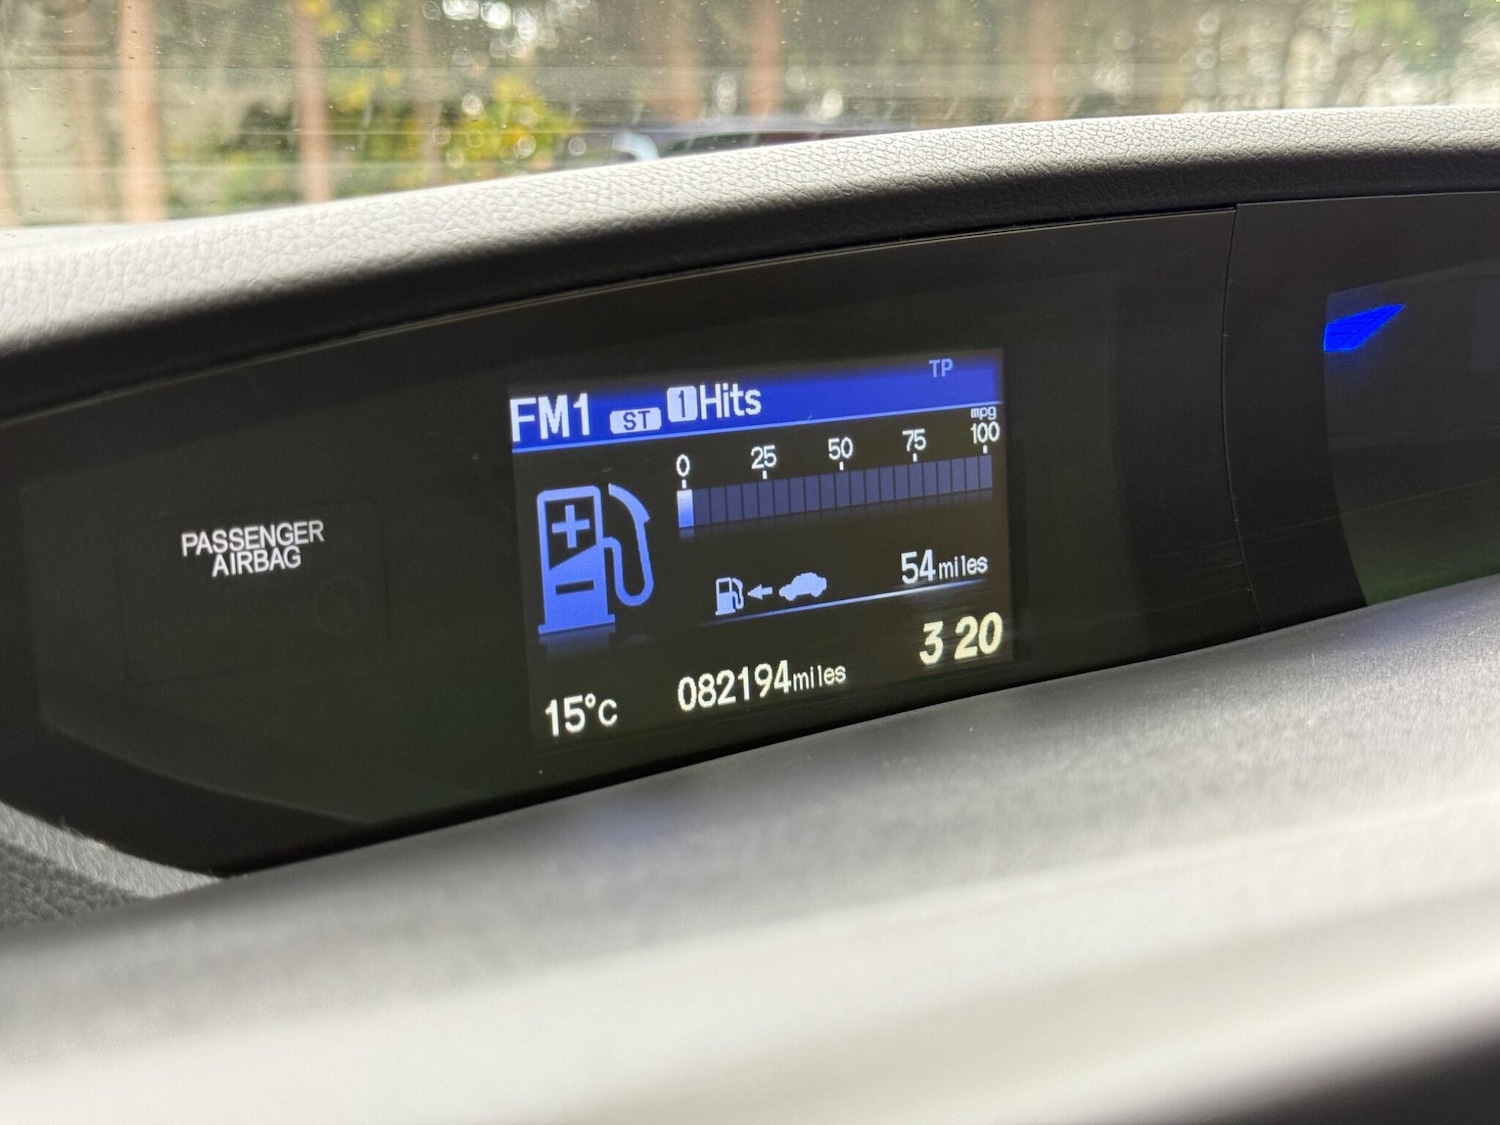 TP
FM1 ST 1 Hits
mpg
0 25 50 75 100
PASSENGER
AIRBAG
54 miles
3 20
082194 miles
15°C